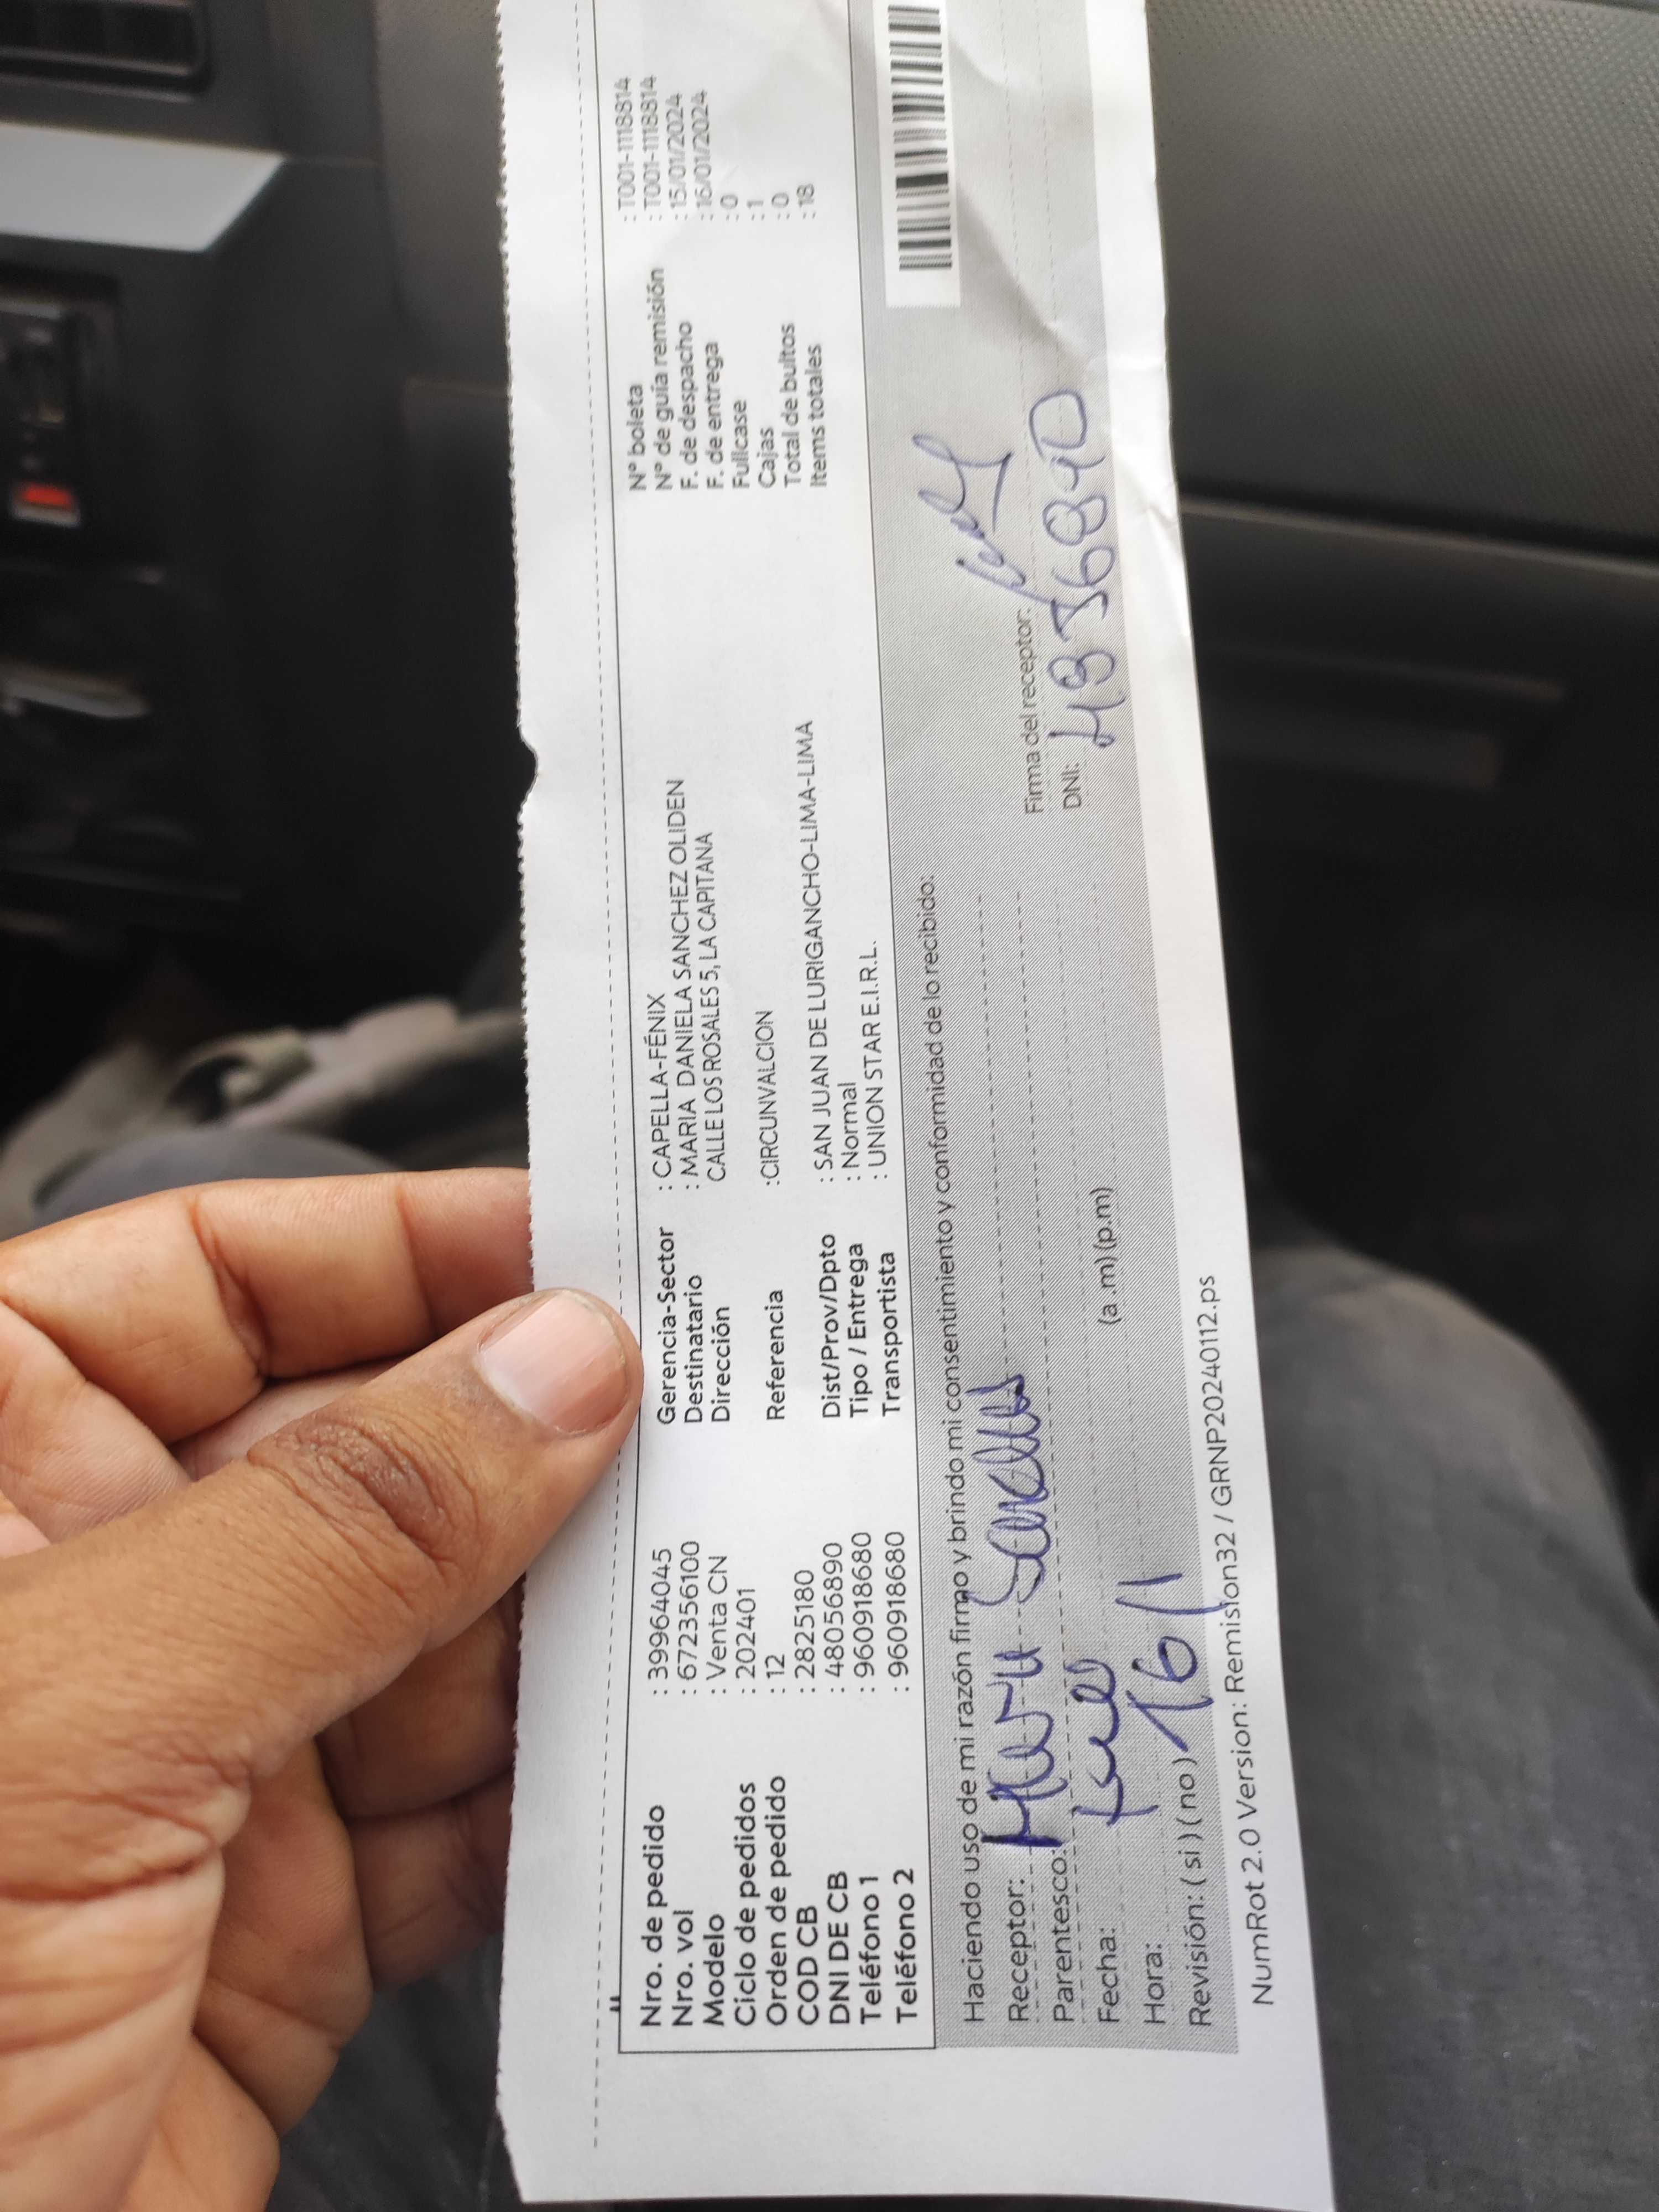 Nro. de pedido : 39964045
Nro. vol : 672356100
Modelo : Venta CN
Ciclo de pedidos : 202401
Orden de pedido : 12
COD CB : 2825180
DNI DE CB : 48056890
Teléfono 1 : 960918680
Teléfono 2 : 960918680
Gerencia-Sector : CAPELLA-FÉNIX
Destinatario : MARIA DANIELA SANCHEZ OLIDEN
Dirección CALLE LOS ROSALES 5, LA CAPITANA
Referencia :CIRCUNVALCION
Dist/Prov/Dpto : SAN JUAN DE LURIGANCHO-LIMA-LIMA
Tipo / Entrega : Normal
Transportista : UNION STAR E.I.R.L.
N° boleta : T001-1118814
N° de guía remisión : T001-1118814
F. de despacho : 15/01/2024
F. de entrega : 16/01/2024
Fullcase : 0
Cajas : 1
Total de bultos : 0
Items totales : 18
Haciendo uso de mi razón firmo y brindo mi consentimiento y conformidad de lo recibido:
Receptor:
Parentesco:
Fecha: 16/1
Hora: (a .m) (p.m)
Revisión: ( si ) ( no )
Firma del receptor:
DNI: 48368940
NumRot 2.0 Version: Remision32 / GRNP20240112.ps